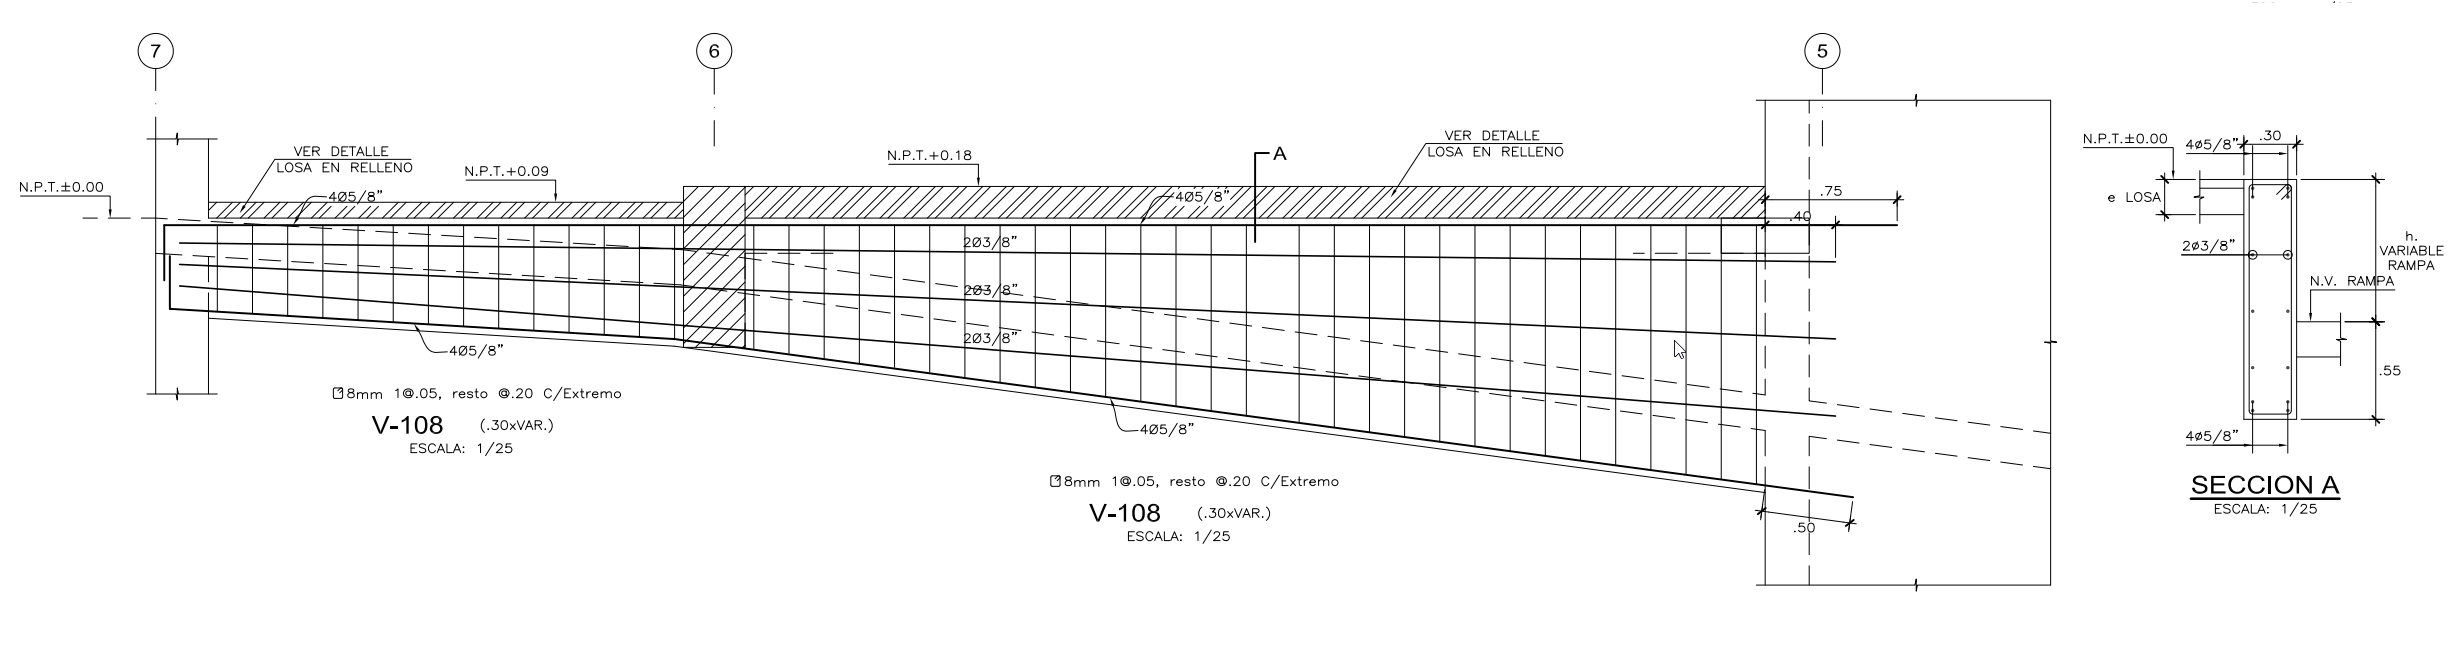 7
6
5
VER DETALLE
LOSA EN RELLENO
N.P.T.±0.00
N.P.T.+0.09
4Ø5/8”
N.P.T.+0.18
4Ø5/8”
A
VER DETALLE
LOSA EN RELLENO
.75
.40
2Ø3/8”
2Ø3/8”
2Ø3/8”
4Ø5/8”
4Ø5/8”
.50
8mm 1@.05, resto @.20 C/Extremo
V-108 (.30xVAR.)
ESCALA: 1/25
8mm 1@.05, resto @.20 C/Extremo
V-108 (.30xVAR.)
ESCALA: 1/25
N.P.T.±0.00
4ø5/8”
.30
e LOSA
2ø3/8”
h.
VARIABLE
RAMPA
N.V. RAMPA
.55
4ø5/8”
SECCION A
ESCALA: 1/25